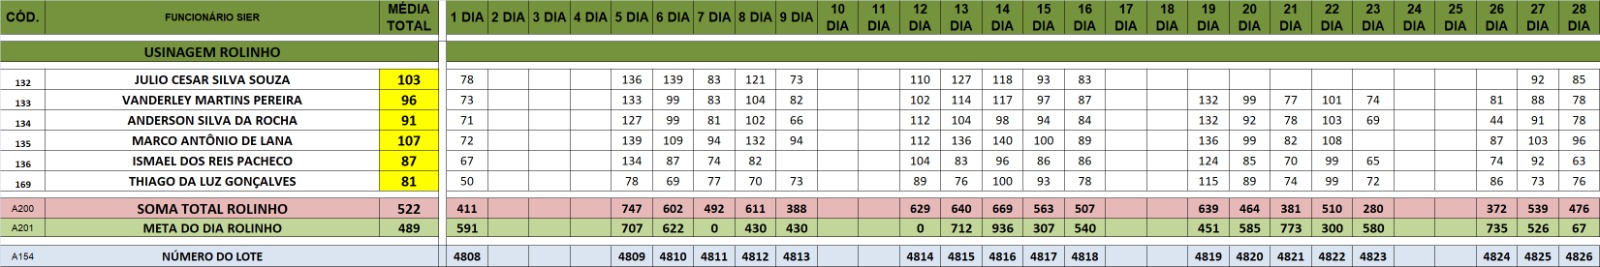 CÓD. FUNCIONÁRIO SIER MÉDIA TOTAL 1 DIA 2 DIA 3 DIA 4 DIA 5 DIA 6 DIA 7 DIA 8 DIA 9 DIA 10 DIA 11 DIA 12 DIA 13 DIA 14 DIA 15 DIA 16 DIA 17 DIA 18 DIA 19 DIA 20 DIA 21 DIA 22 DIA 23 DIA 24 DIA 25 DIA 26 DIA 27 DIA 28 DIA
USINAGEM ROLINHO
132 JULIO CESAR SILVA SOUZA 103 78 136 139 83 121 73 110 127 118 93 83 92 85
133 VANDERLEY MARTINS PEREIRA 96 73 133 99 83 104 82 102 114 117 97 87 132 99 77 101 74 81 88 78
134 ANDERSON SILVA DA ROCHA 91 71 127 99 81 102 66 112 104 98 94 84 132 92 78 103 69 44 91 78
135 MARCO ANTÔNIO DE LANA 107 72 139 109 94 132 94 112 136 140 100 89 136 99 82 108 87 103 96
136 ISMAEL DOS REIS PACHECO 87 67 134 87 74 82 104 83 96 86 86 124 85 70 99 65 74 92 63
169 THIAGO DA LUZ GONÇALVES 81 50 78 69 77 70 73 89 76 100 93 78 115 89 74 99 72 86 73 76
A200 SOMA TOTAL ROLINHO 522 411 747 602 492 611 388 629 640 669 563 507 639 464 381 510 280 372 539 476
A201 META DO DIA ROLINHO 489 591 707 622 0 430 430 0 712 936 307 540 451 585 773 300 580 735 526 67
A154 NÚMERO DO LOTE 4808 4809 4810 4811 4812 4813 4814 4815 4816 4817 4818 4819 4820 4821 4822 4823 4824 4825 4826